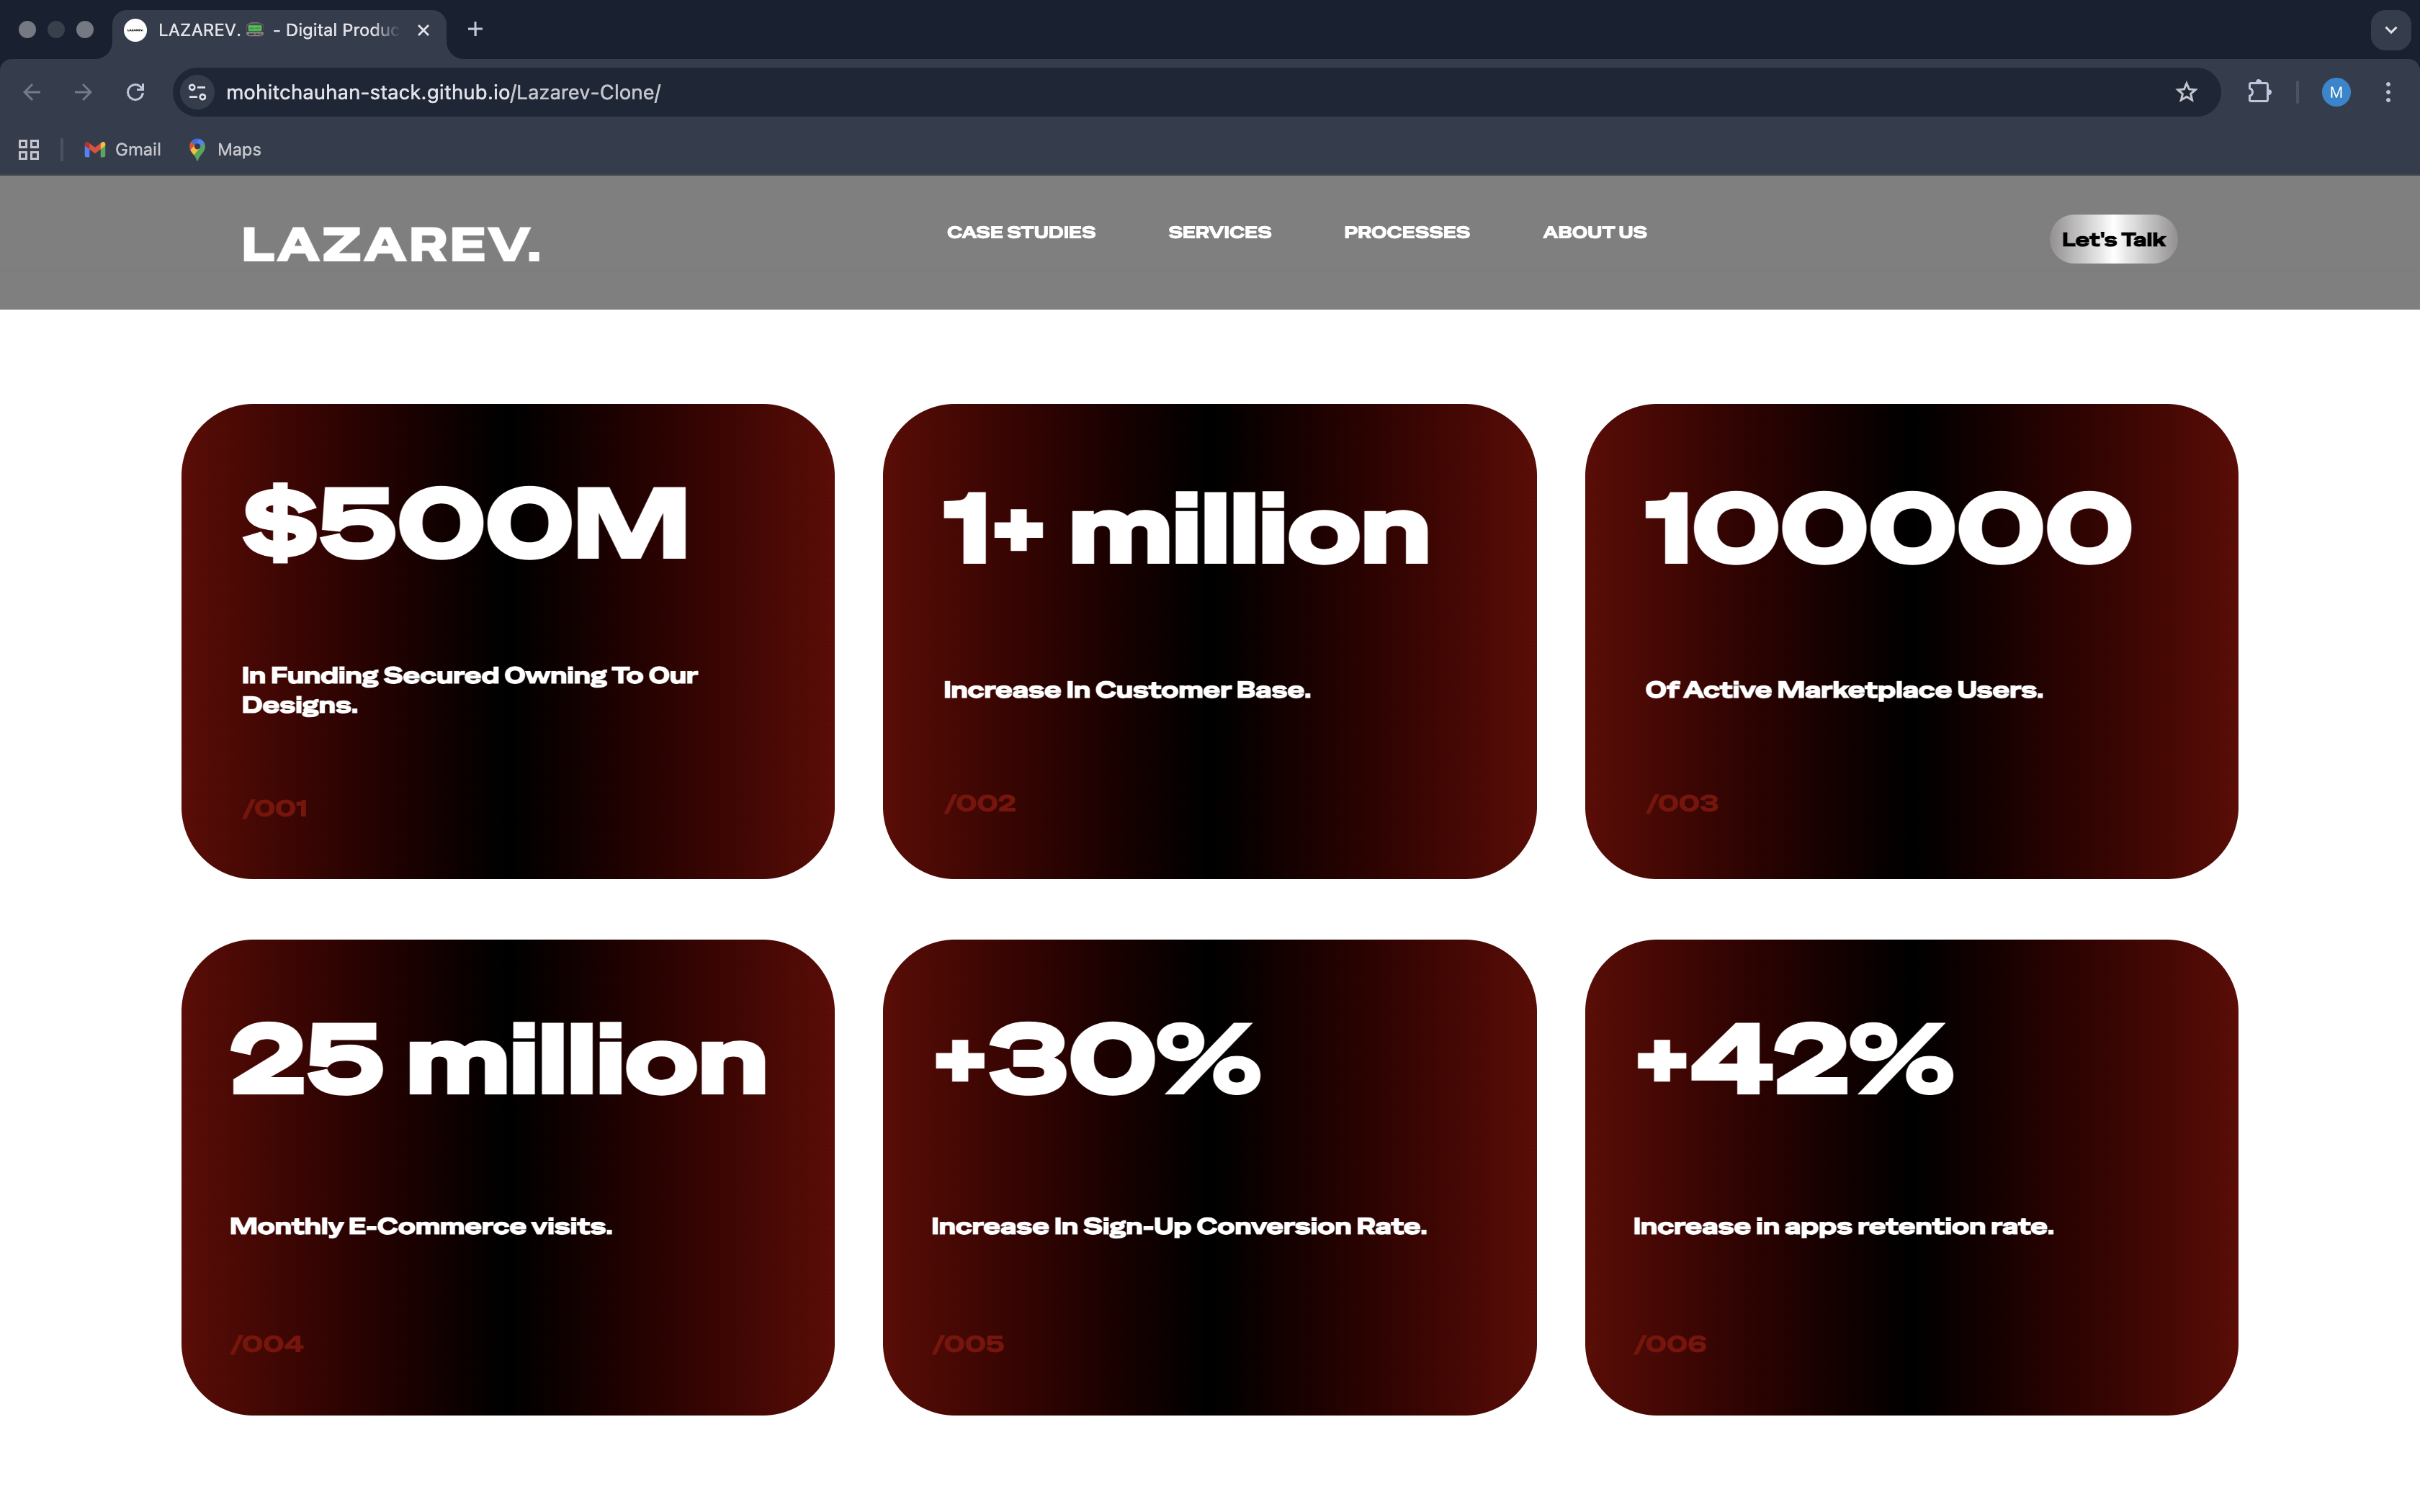 LAZAREV. - Digital Produc
mohitchauhan-stack.github.io/Lazarev-Clone/
M
Gmail
Maps
LAZAREV.
CASE STUDIES
SERVICES
PROCESSES
ABOUT US
Let's Talk
$500M
In Funding Secured Owning To Our
Designs.
/001
1+ million
Increase In Customer Base.
/002
100000
Of Active Marketplace Users.
/003
25 million
Monthly E-Commerce visits.
/004
+30%
Increase In Sign-Up Conversion Rate.
/005
+42%
Increase in apps retention rate.
/006